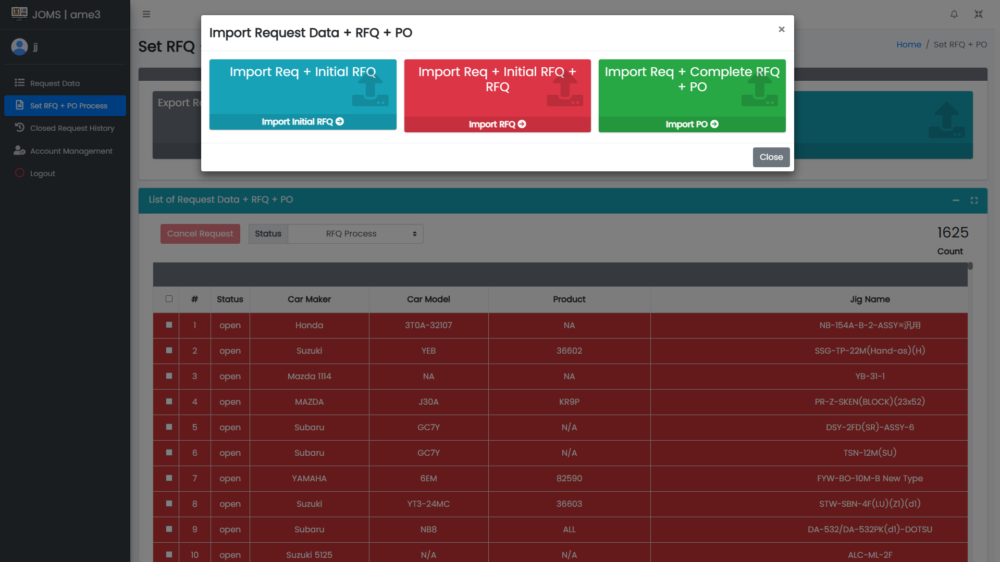 JOMS | ame3
jj
Request Data
Set RFQ + PO Process
Closed Request History
Account Management
Logout
Set RFQ
Home / Set RFQ + PO
Import Request Data + RFQ + PO
×
Import Req + Initial RFQ
Import Initial RFQ
Import Req + Initial RFQ +
RFQ
Import RFQ
Import Req + Complete RFQ
+ PO
Import PO
Close
Export Re
List of Request Data + RFQ + PO
Cancel Request
Status
RFQ Process
1625
Count
# Status Car Maker Car Model Product Jig Name
1 open Honda 3T0A-32107 NA NB-154A-B-2-ASSY※汎用
2 open Suzuki YEB 36602 SSG-TP-22M(Hand-as)(H)
3 open Mazda 1114 NA NA YB-31-1
4 open MAZDA J30A KR9P PR-Z-SKEN(BLOCK)(23x52)
5 open Subaru GC7Y N/A DSY-2FD(SR)-ASSY-6
6 open Subaru GC7Y N/A TSN-12M(SU)
7 open YAMAHA 6EM 82590 FYW-BO-10M-B New Type
8 open Suzuki YT3-24MC 36603 STW-SBN-4F(LU)(Z1)(d1)
9 open Subaru NB8 ALL DA-532/DA-532PK(d1)-DOTSU
10 open Suzuki 5125 N/A N/A ALC-ML-2F